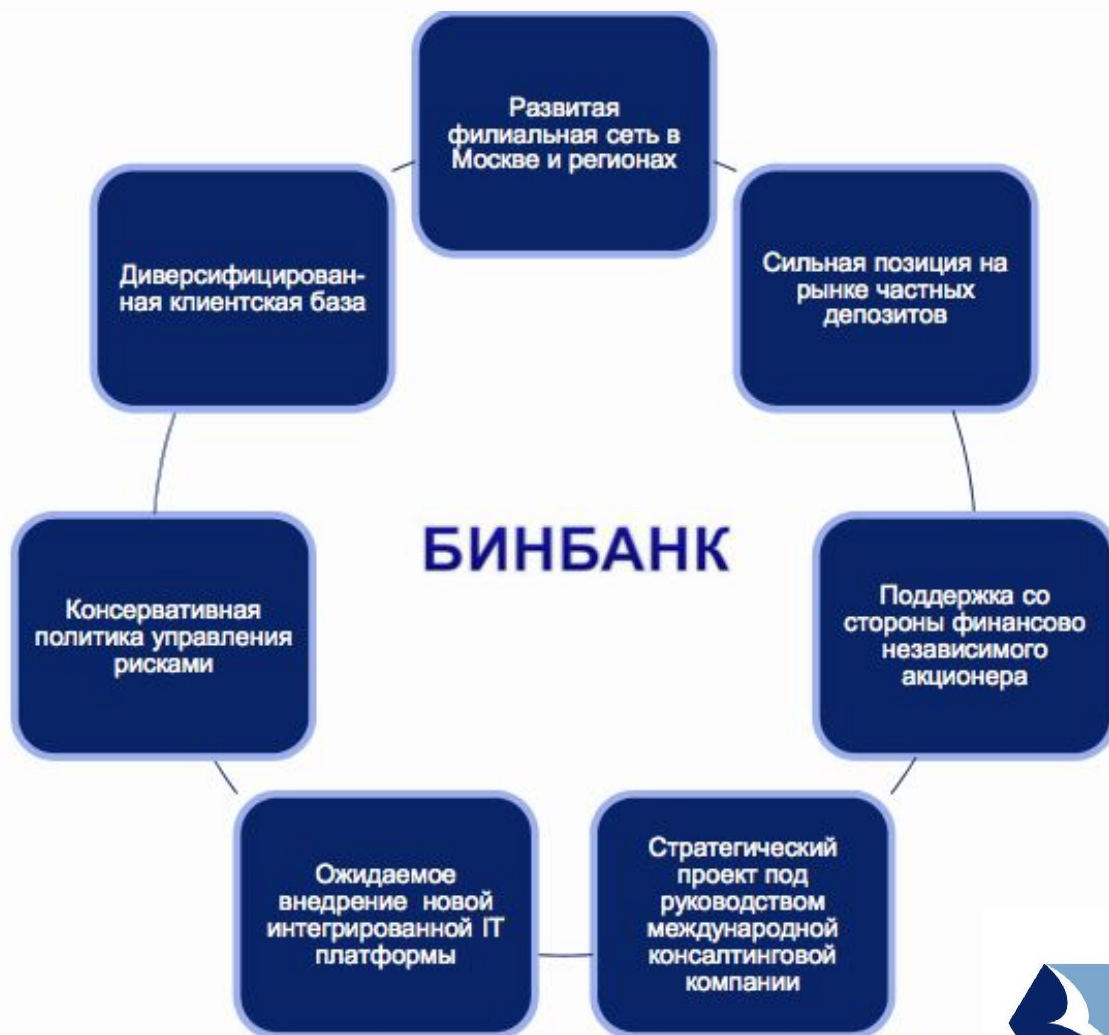 Развитая
филиальная сеть в
Москве и регионах
Сильная позиция на
рынке частных
депозитов
Поддержка со
стороны финансово
независимого
акционера
Стратегический
проект под
руководством
международной
консалтинговой
компании
Ожидаемое
внедрение новой
интегрированной IT
платформы
Консервативная
политика управления
рисками
Диверсифицирован-
ная клиентская база
БИНБАНК